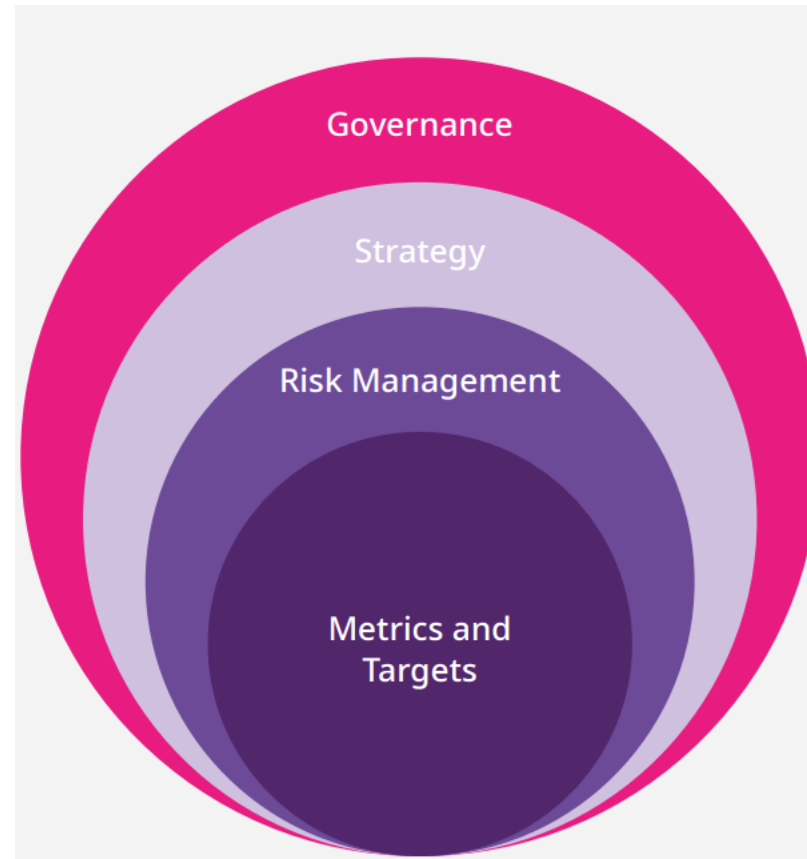 Governance
Strategy
Risk Management
Metrics and
Targets